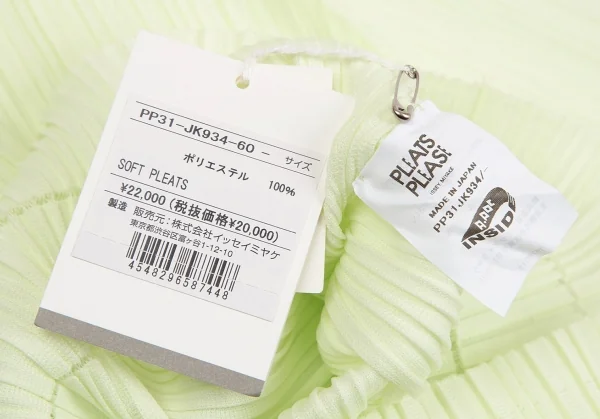 PP31-JK934-60 - サイズ
ポリエステル 100%
SOFT PLEATS
¥22,000(税抜価格¥20,000)
製造 販売元:株式会社イッセイミヤケ
東京都渋谷区富ヶ谷1-12-10
4548296587448
PLEATS
PLEASE
ISSEY MIYAKE
MADE IN JAPAN
PP31-JK934/-
INSIDE